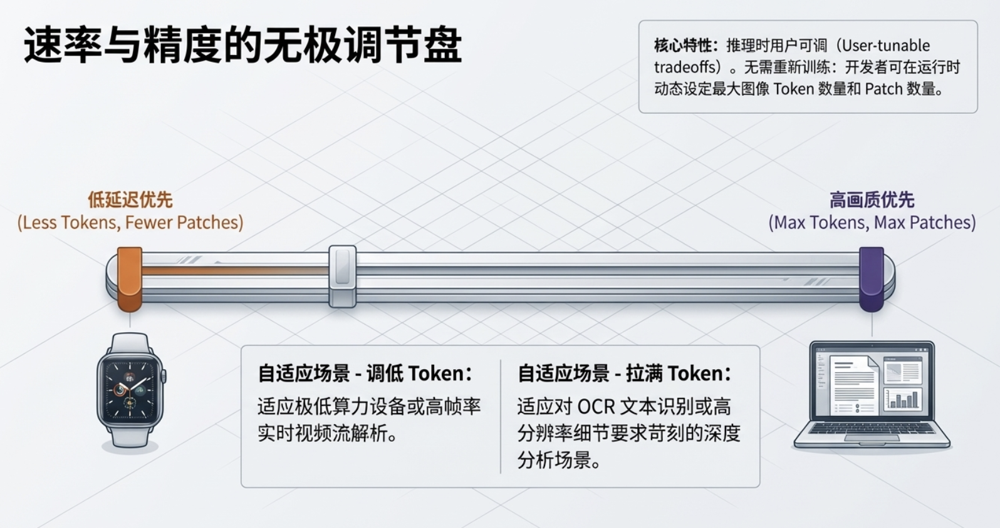 速率与精度的无极调节盘
核心特性：推理时用户可调（User-tunable
tradeoffs）。无需重新训练：开发者可在运行时
动态设定最大图像 Token 数量和 Patch 数量。
低延迟优先
(Less Tokens, Fewer Patches)
高画质优先
(Max Tokens, Max Patches)
自适应场景 - 调低 Token：
适应极低算力设备或高帧率
实时视频流解析。
自适应场景 - 拉满 Token：
适应对 OCR 文本识别或高
分辨率细节要求苛刻的深度
分析场景。